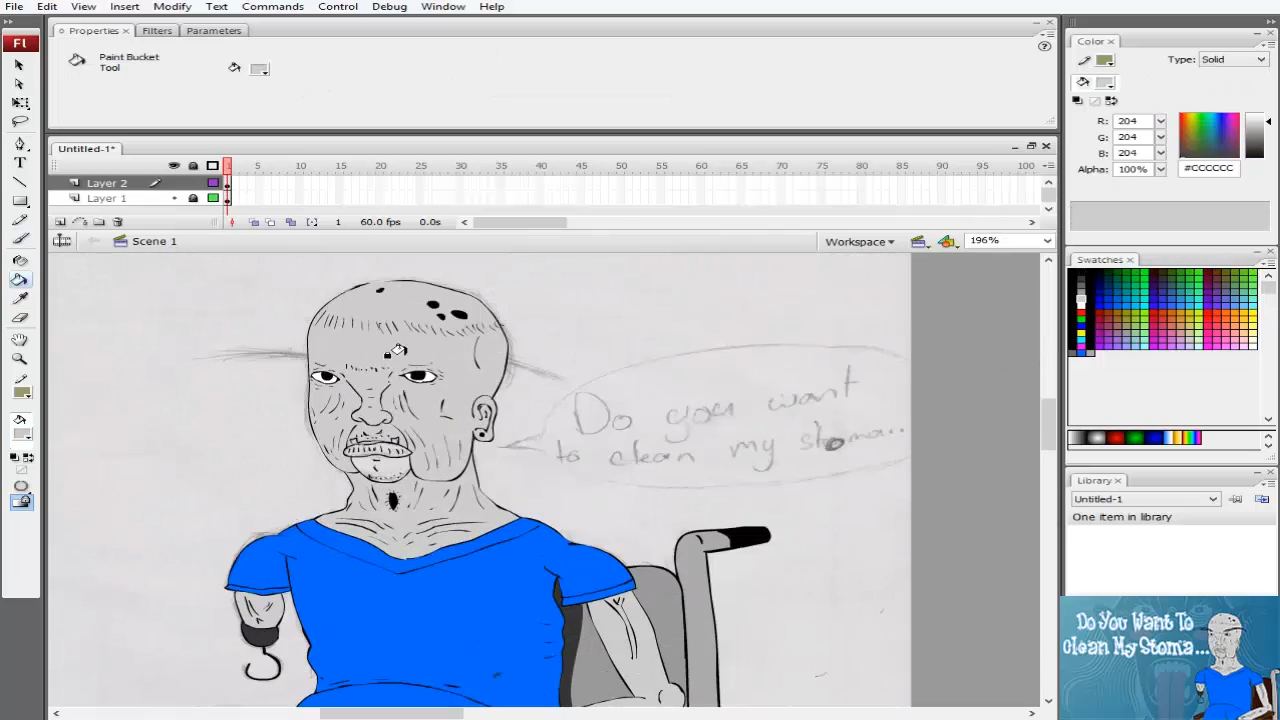 File Edit View Insert Modify Text Commands Control Debug Window Help
Fl
Properties × Filters Parameters
Paint Bucket
Tool
Color ×
Type: Solid
R: 204
G: 204
B: 204
Alpha: 100%
#CCCCCC
Untitled-1*
1 5 10 15 20 25 30 35 40 45 50 55 60 65 70 75 80 85 90 95 100
Layer 2
Layer 1
1 60.0 fps 0.0s
Scene 1
Workspace
196%
Swatches ×
Library ×
Untitled-1
One item in library
Do you want
to clean my stoma...
Do You Want To
Clean My Stoma...